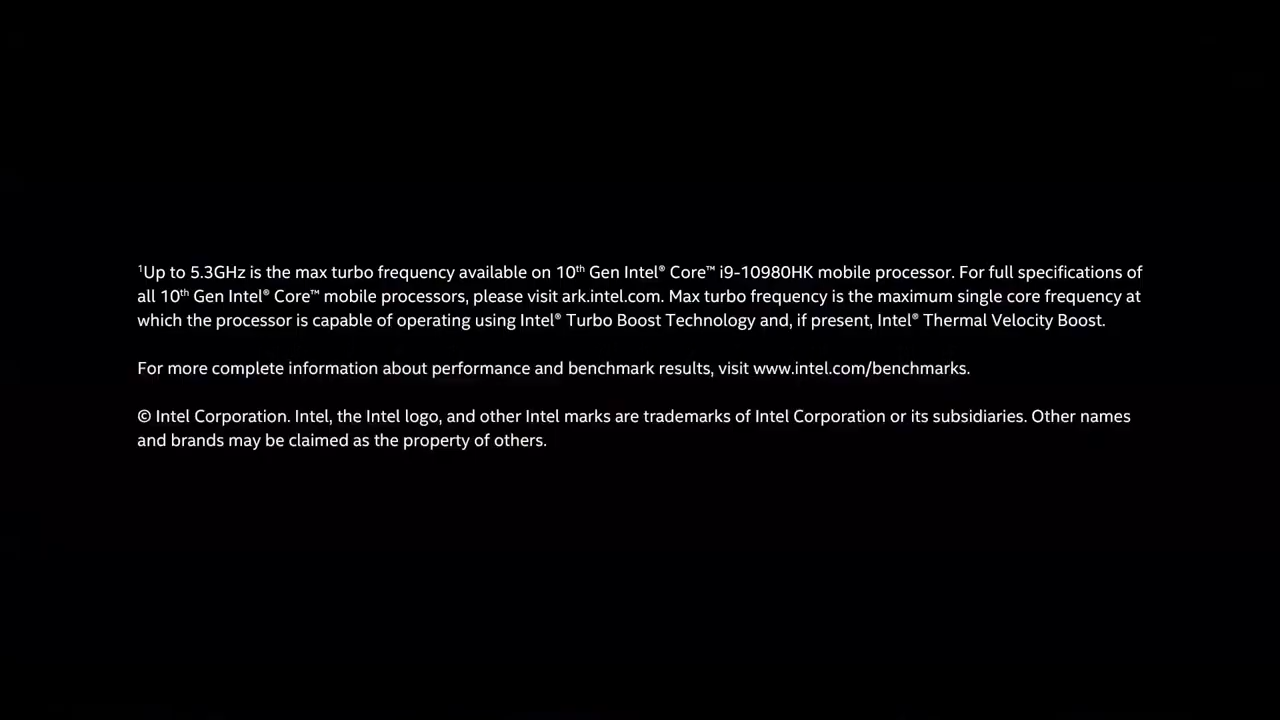 ¹Up to 5.3GHz is the max turbo frequency available on 10th Gen Intel® Core™ i9-10980HK mobile processor. For full specifications of
all 10th Gen Intel® Core™ mobile processors, please visit ark.intel.com. Max turbo frequency is the maximum single core frequency at
which the processor is capable of operating using Intel® Turbo Boost Technology and, if present, Intel® Thermal Velocity Boost.
For more complete information about performance and benchmark results, visit www.intel.com/benchmarks.
© Intel Corporation. Intel, the Intel logo, and other Intel marks are trademarks of Intel Corporation or its subsidiaries. Other names
and brands may be claimed as the property of others.